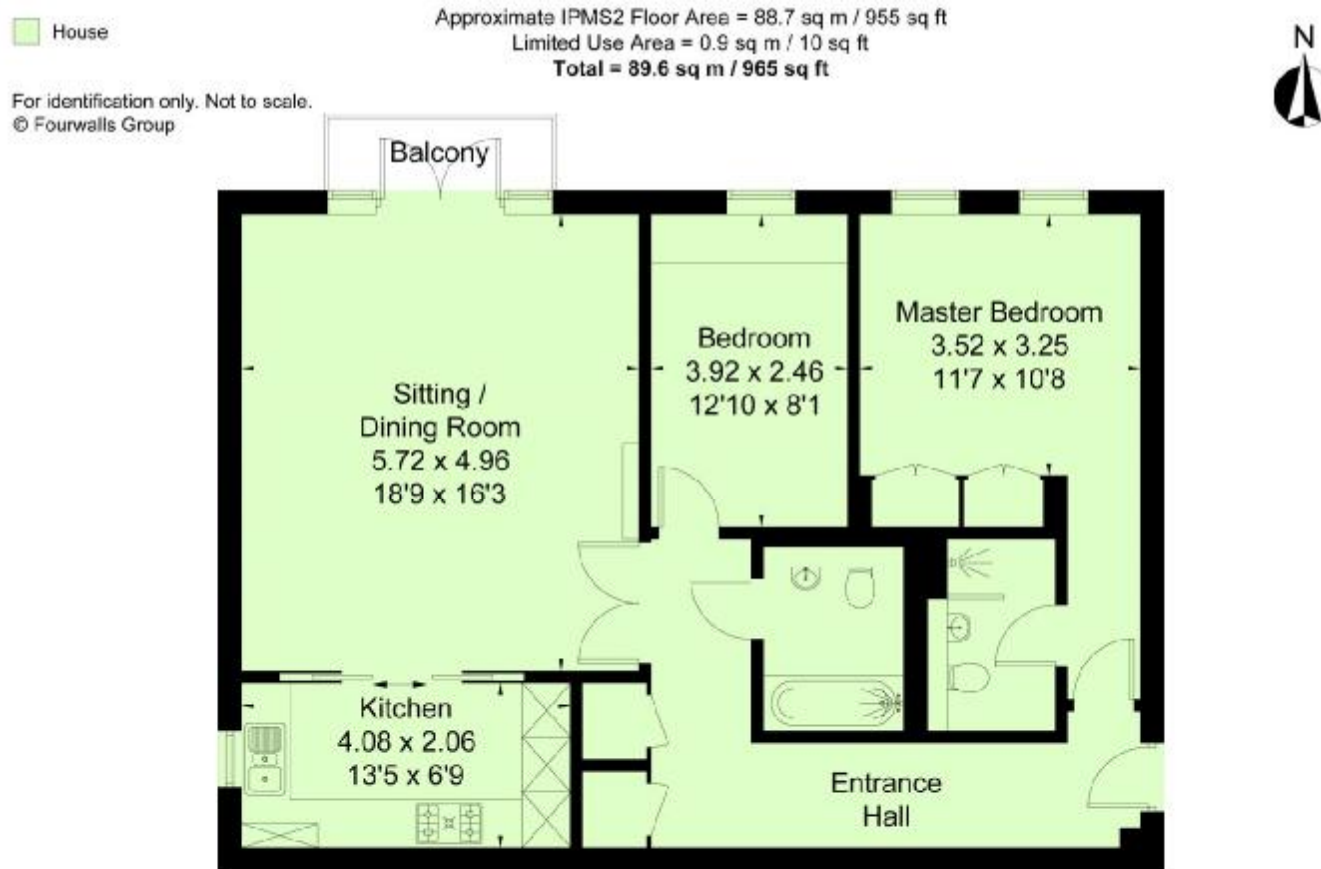 House
Approximate IPMS2 Floor Area = 88.7 sq m / 955 sq ft
Limited Use Area = 0.9 sq m / 10 sq ft
Total = 89.6 sq m / 965 sq ft
N
For identification only. Not to scale.
© Fourwalls Group
Balcony
Master Bedroom
3.52 x 3.25
11'7 x 10'8
Bedroom
3.92 x 2.46
12'10 x 8'1
Sitting /
Dining Room
5.72 x 4.96
18'9 x 16'3
Kitchen
4.08 x 2.06
13'5 x 6'9
Entrance
Hall